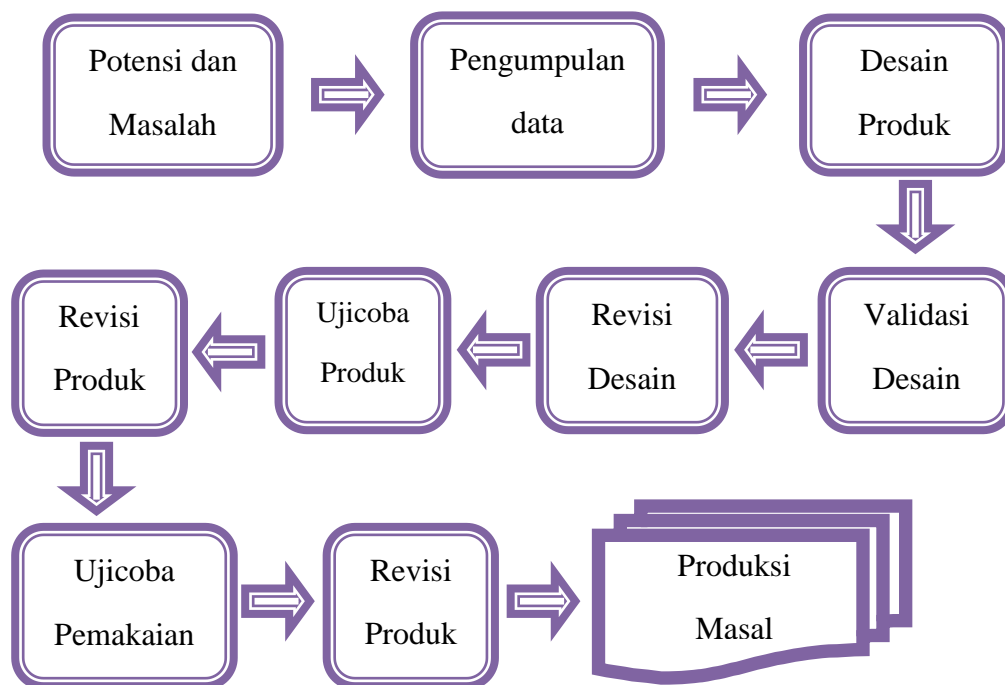 Potensi dan
Masalah
Pengumpulan
data
Desain
Produk
Validasi
Desain
Revisi
Desain
Ujicoba
Produk
Revisi
Produk
Ujicoba
Pemakaian
Revisi
Produk
Produksi
Masal